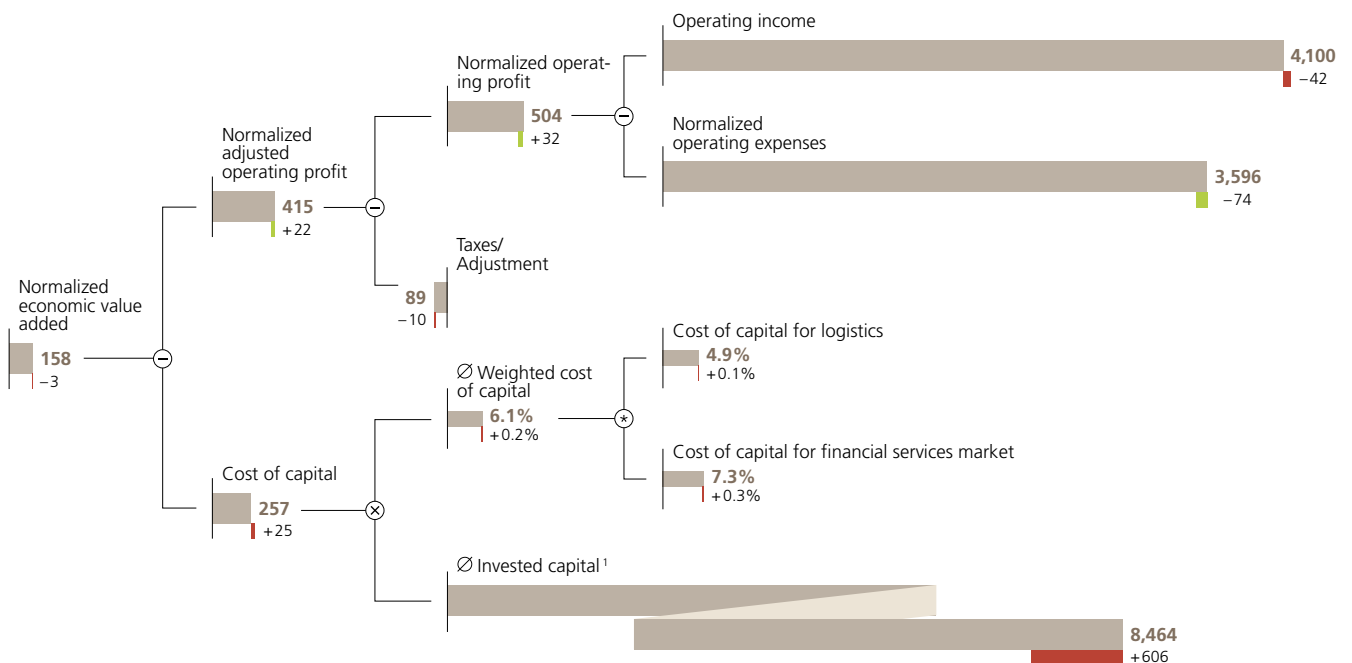 Operating income
4,100
−42
Normalized operat-
ing profit
504
+32
−
Normalized
operating expenses
3,596
−74
Normalized
adjusted
operating profit
415
+22
−
Taxes/
Adjustment
89
−10
Normalized
economic value
added
158
−3
−
Cost of capital for logistics
4.9%
+0.1%
∅ Weighted cost
of capital
6.1%
+0.2%
*
Cost of capital for financial services market
7.3%
+0.3%
Cost of capital
257
+25
×
∅ Invested capital¹
8,464
+606